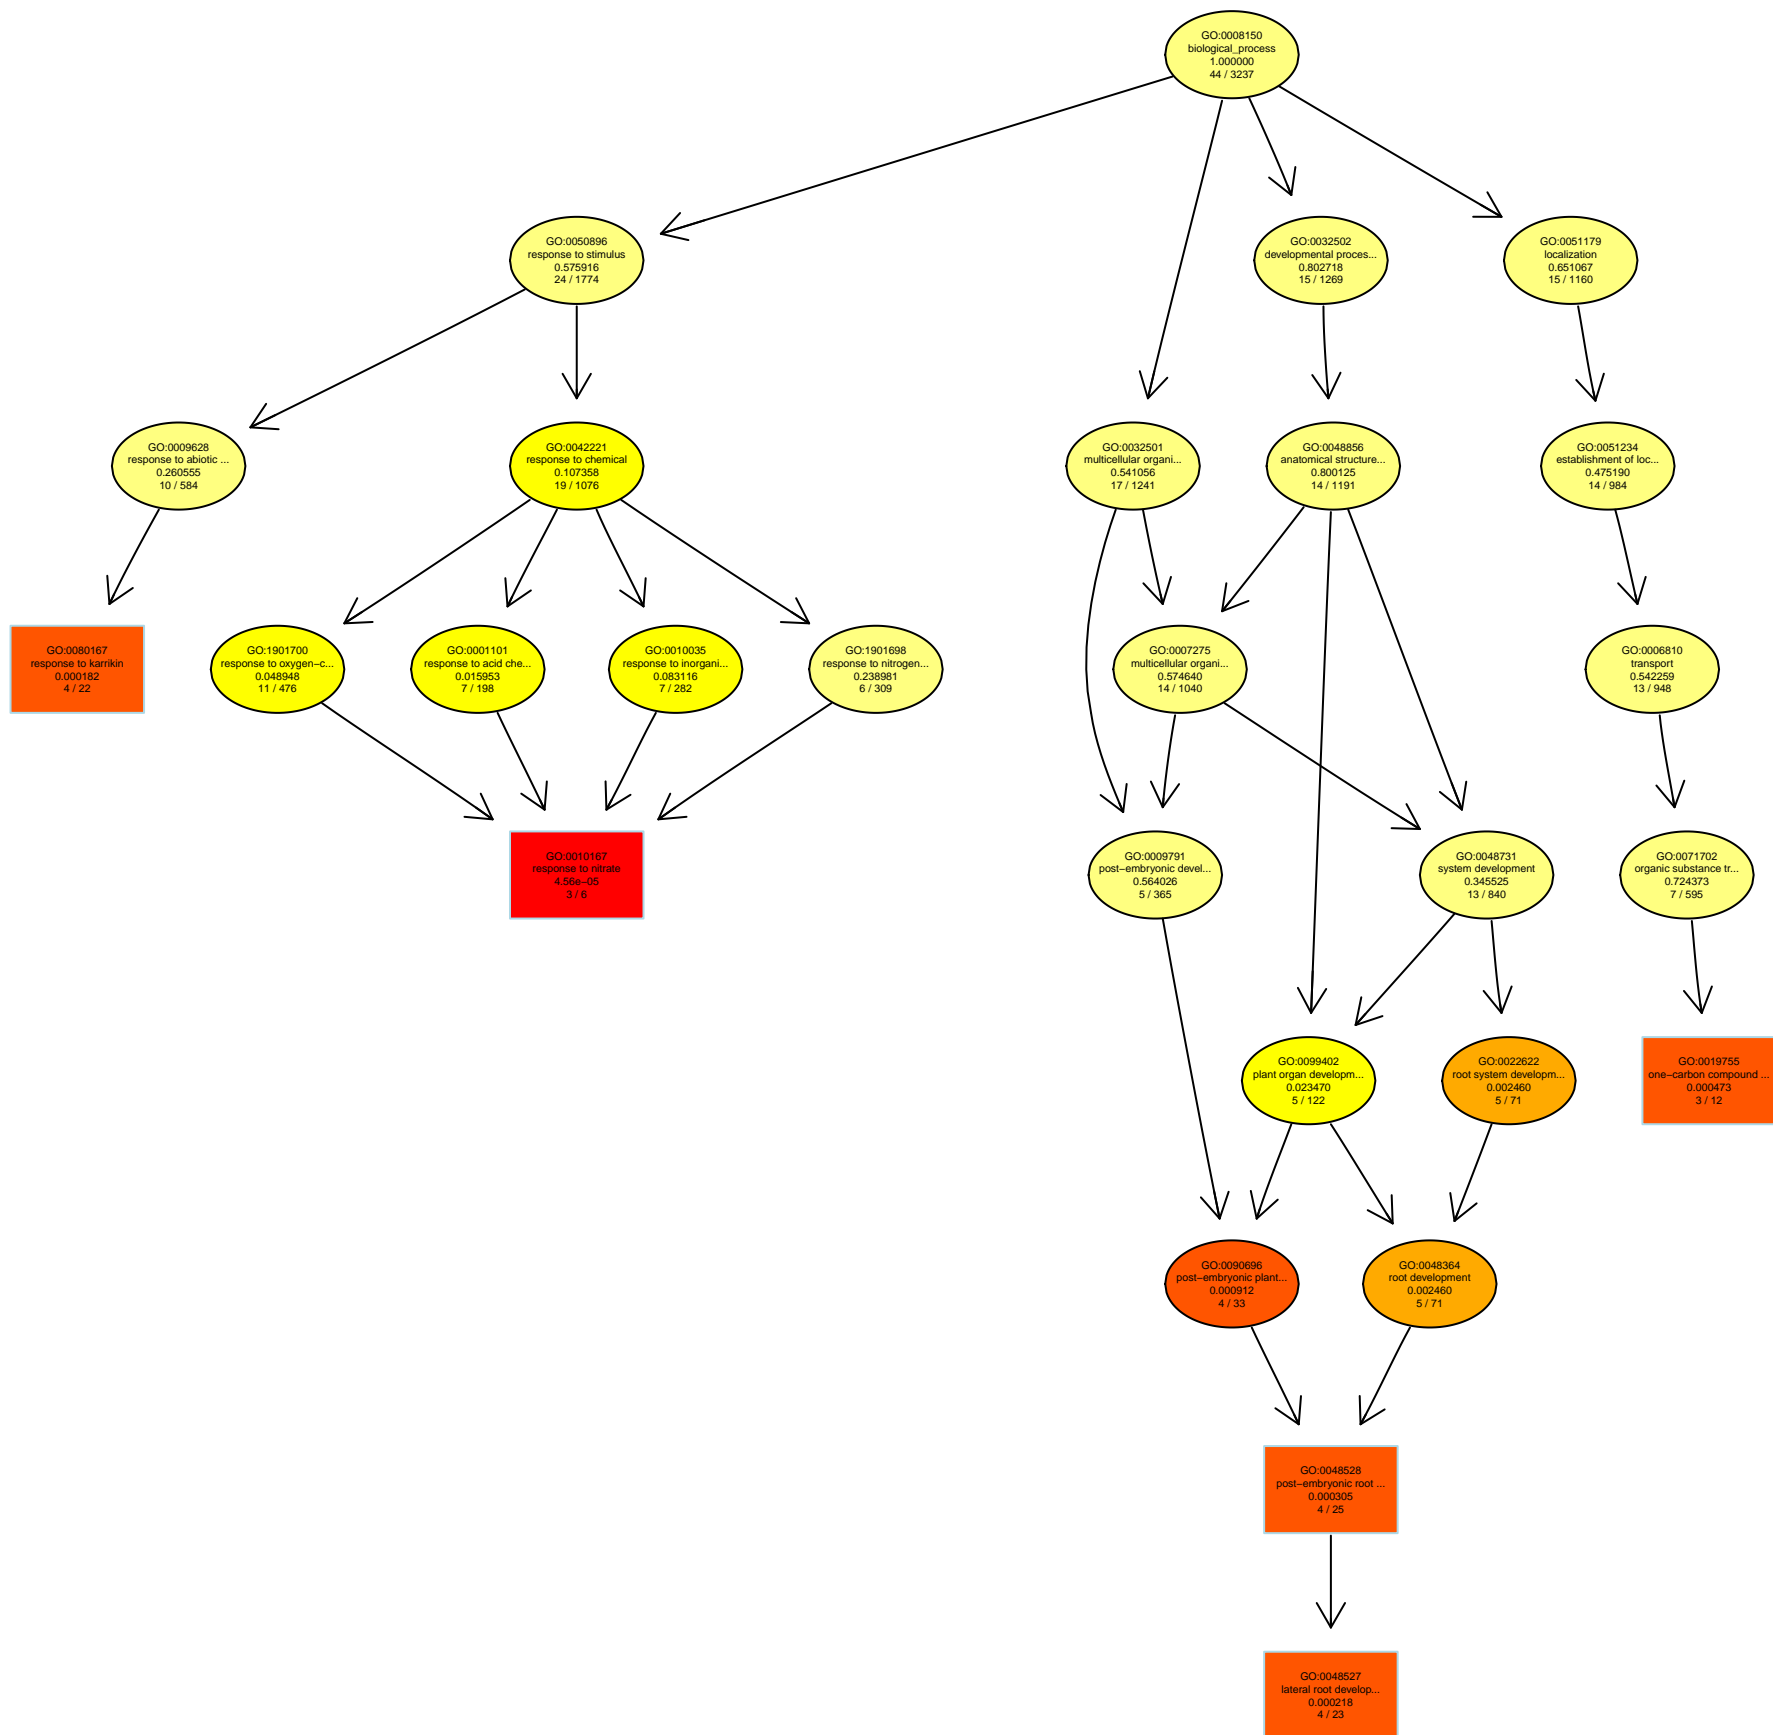 GO:0008150
biological_process
1.000000
44 / 3237
GO:0050896
response to stimulus
0.575916
24 / 1774
GO:0032502
developmental proces...
0.802718
15 / 1269
GO:0051179
localization
0.651067
15 / 1160
GO:0009628
response to abiotic ...
0.260555
10 / 584
GO:0042221
response to chemical
0.107358
19 / 1076
GO:0032501
multicellular organi...
0.541056
17 / 1241
GO:0048856
anatomical structure...
0.800125
14 / 1191
GO:0051234
establishment of loc...
0.475190
14 / 984
GO:0080167
response to karrikin
0.000182
4 / 22
GO:1901700
response to oxygen−c...
0.048948
11 / 476
GO:0001101
response to acid che...
0.015953
7 / 198
GO:0010035
response to inorgani...
0.083116
7 / 282
GO:1901698
response to nitrogen...
0.238981
6 / 309
GO:0007275
multicellular organi...
0.574640
14 / 1040
GO:0006810
transport
0.542259
13 / 948
GO:0010167
response to nitrate
4.56e−05
3 / 6
GO:0009791
post−embryonic devel...
0.564026
5 / 365
GO:0048731
system development
0.345525
13 / 840
GO:0071702
organic substance tr...
0.724373
7 / 595
GO:0099402
plant organ developm...
0.023470
5 / 122
GO:0022622
root system developm...
0.002460
5 / 71
GO:0019755
one−carbon compound ...
0.000473
3 / 12
GO:0090696
post−embryonic plant...
0.000912
4 / 33
GO:0048364
root development
0.002460
5 / 71
GO:0048528
post−embryonic root ...
0.000305
4 / 25
GO:0048527
lateral root develop...
0.000218
4 / 23